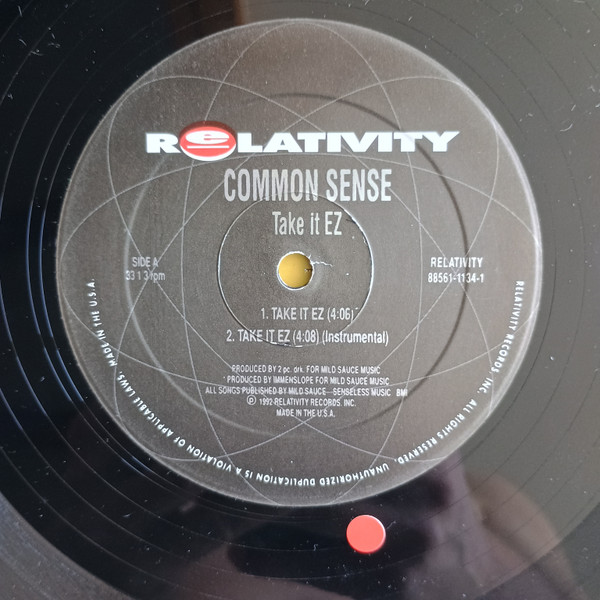 RELATIVITY
COMMON SENSE
Take it EZ
SIDE A
33 1 3 rpm
RELATIVITY
88561-1134-1
1. TAKE IT EZ (4:06)
2. TAKE IT EZ (4:08) (Instrumental)
PRODUCED BY 2 pc. drk. FOR MILD SAUCE MUSIC
PRODUCED BY IMMENSLOPE FOR MILD SAUCE MUSIC
ALL SONGS PUBLISHED BY MILD SAUCE SENSELESS MUSIC BMI
Ⓟ © 1992 RELATIVITY RECORDS. INC.
MADE IN THE U.S.A.
RELATIVITY RECORDS, INC. ALL RIGHTS RESERVED. UNAUTHORIZED DUPLICATION IS A VIOLATION OF APPLICABLE LAWS. MADE IN THE U.S.A.